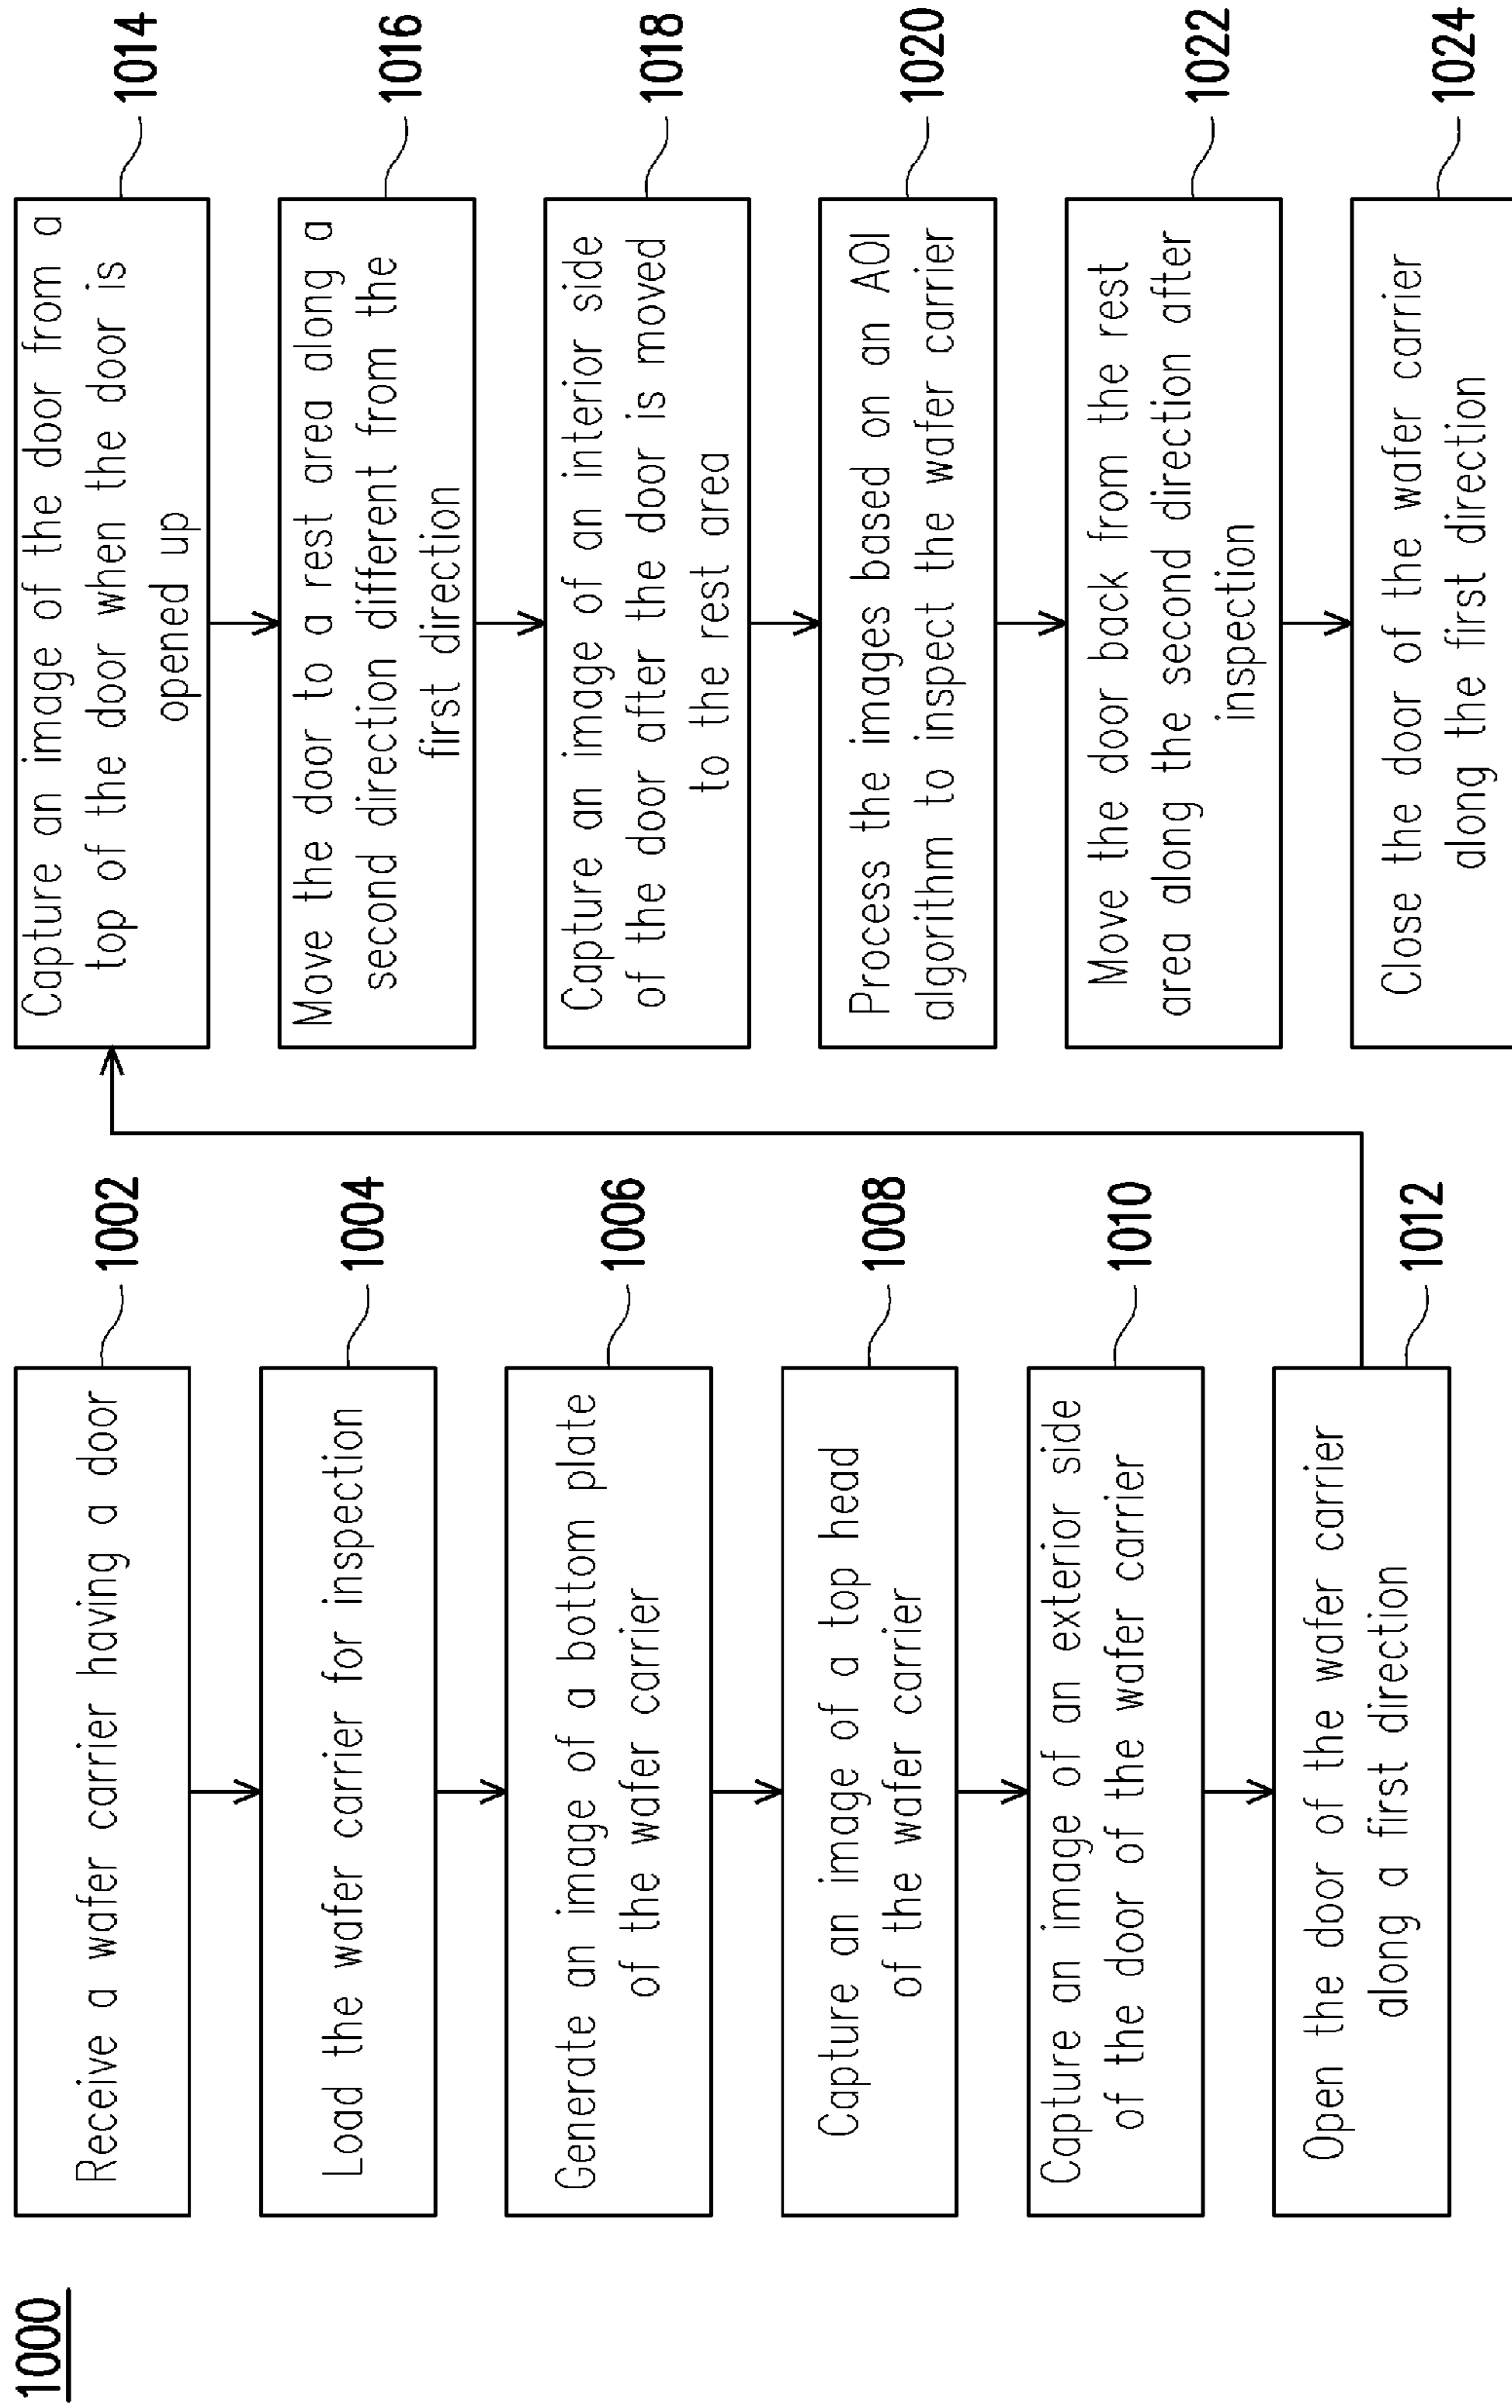 1000
Receive a wafer carrier having a door
1002
Load the wafer carrier for inspection
1004
Generate an image of a bottom plate
of the wafer carrier
1006
Capture an image of a top head
of the wafer carrier
1008
Capture an image of an exterior side
of the door of the wafer carrier
1010
Open the door of the wafer carrier
along a first direction
1012
Capture an image of the door from a
top of the door when the door is
opened up
1014
Move the door to a rest area along a
second direction different from the
first direction
1016
Capture an image of an interior side
of the door after the door is moved
to the rest area
1018
Process the images based on an AOI
algorithm to inspect the wafer carrier
1020
Move the door back from the rest
area along the second direction after
inspection
1022
Close the door of the wafer carrier
along the first direction
1024